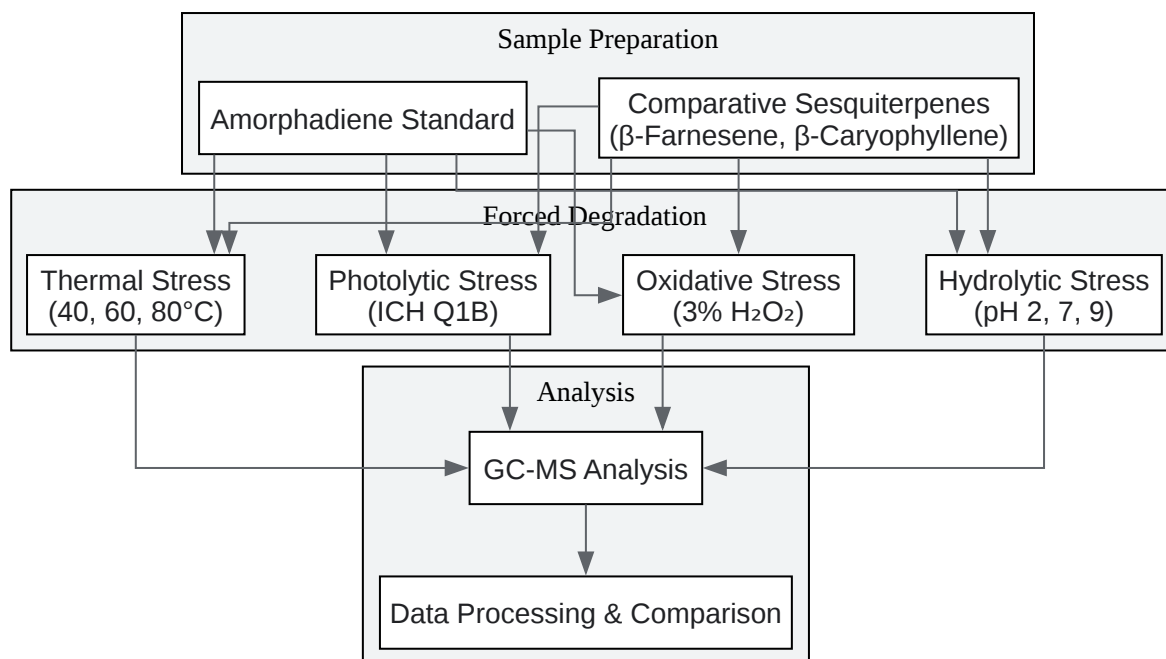 Sample Preparation
Amorphadiene Standard
Comparative Sesquiterpenes
(β-Farnesene, β-Caryophyllene)
Forced Degradation
Thermal Stress
(40, 60, 80°C)
Photolytic Stress
(ICH Q1B)
Oxidative Stress
(3% H₂O₂)
Hydrolytic Stress
(pH 2, 7, 9)
Analysis
GC-MS Analysis
Data Processing & Comparison